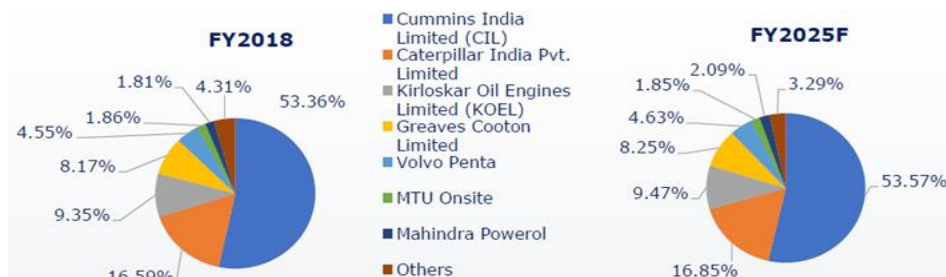 FY2018
1.81%
4.31%
53.36%
1.86%
4.55%
8.17%
9.35%
16.59%
Cummins India
Limited (CIL)
Caterpillar India Pvt.
Limited
Kirloskar Oil Engines
Limited (KOEL)
Greaves Cooton
Limited
Volvo Penta
MTU Onsite
Mahindra Powerol
Others
FY2025F
2.09%
3.29%
1.85%
4.63%
8.25%
9.47%
53.57%
16.85%